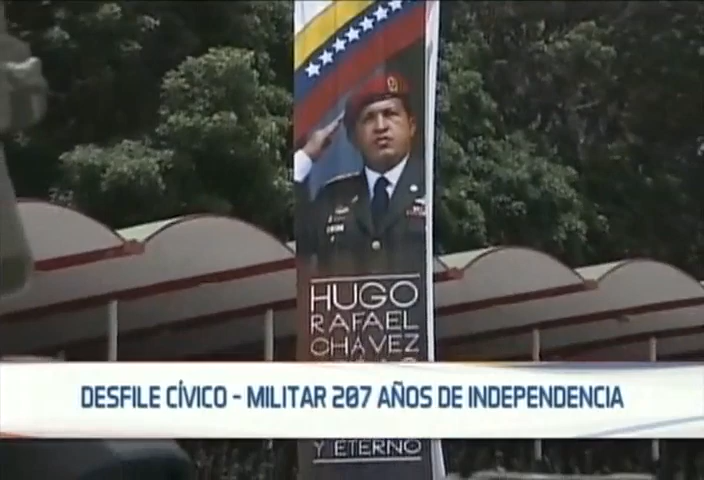 HUGO
RAFAEL
CHÁVEZ
DESFILE CÍVICO - MILITAR 207 AÑOS DE INDEPENDENCIA
Y ETERNO